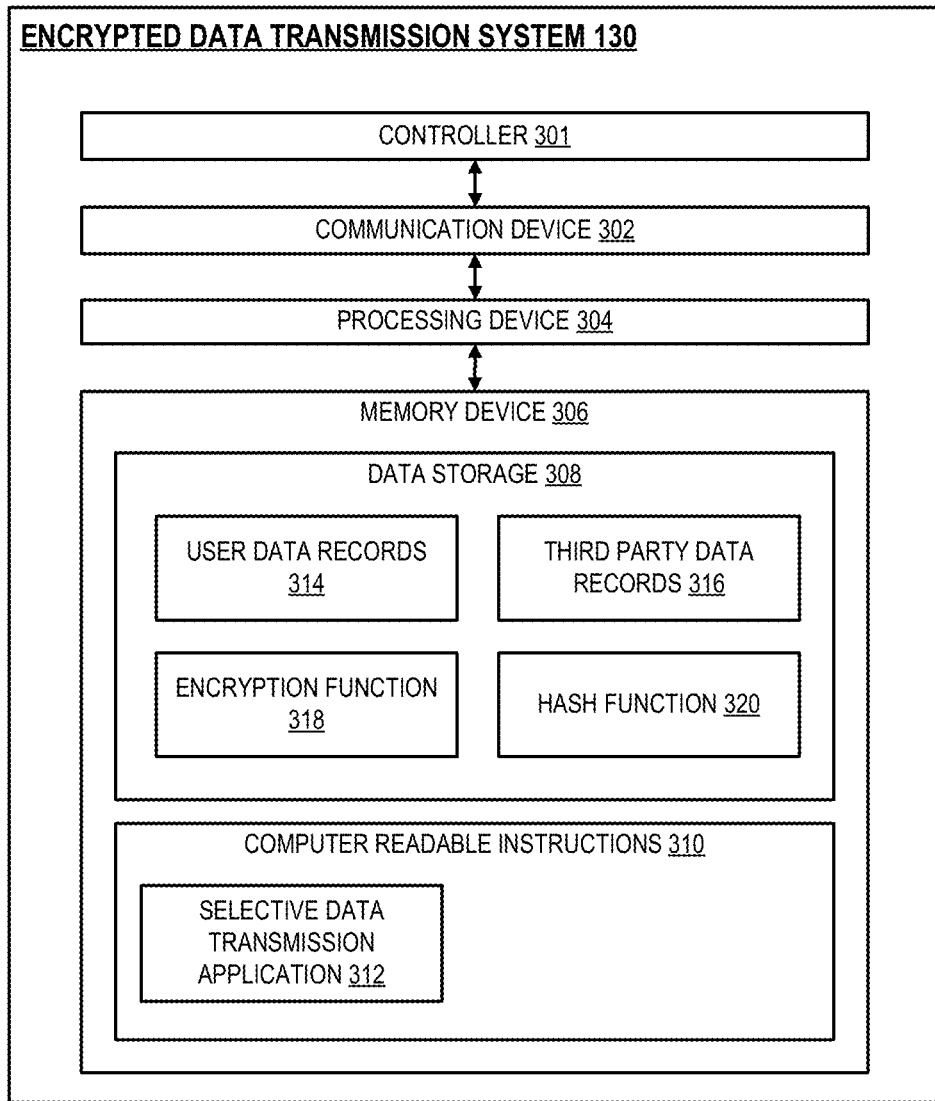 ENCRYPTED DATA TRANSMISSION SYSTEM 130
CONTROLLER 301
COMMUNICATION DEVICE 302
PROCESSING DEVICE 304
MEMORY DEVICE 306
DATA STORAGE 308
USER DATA RECORDS
314
THIRD PARTY DATA
RECORDS 316
ENCRYPTION FUNCTION
318
HASH FUNCTION 320
COMPUTER READABLE INSTRUCTIONS 310
SELECTIVE DATA
TRANSMISSION
APPLICATION 312